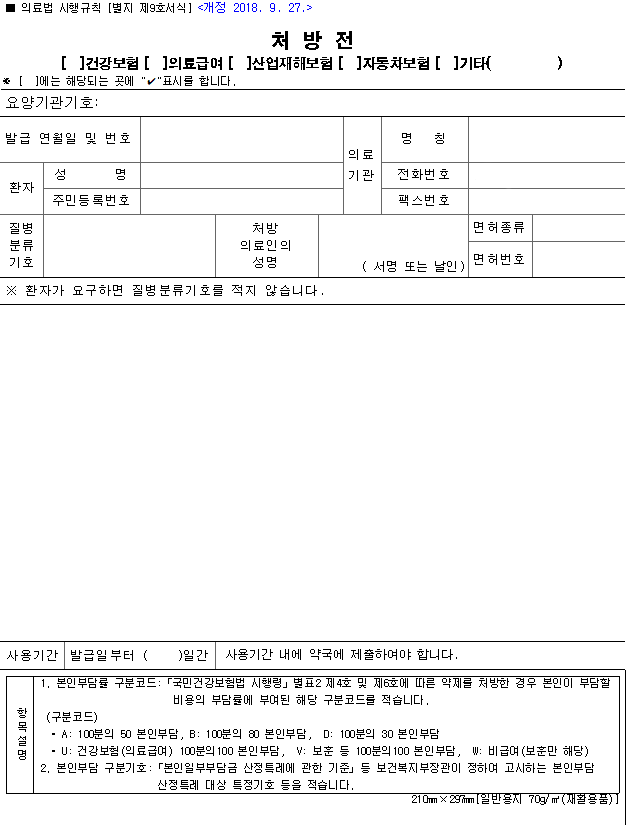 ■ 의료법 시행규칙 [별지 제9호서식] <개정 2018. 9. 27.>
처 방 전
[ ]건강보험 [ ]의료급여 [ ]산업재해보험 [ ]자동차보험 [ ]기타( )
※ [ ]에는 해당되는 곳에 "✔"표시를 합니다.
요양기관기호:
발급 연월일 및 번호
의료
기관
명 칭
환자
성 명
전화번호
주민등록번호
팩스번호
질병
분류
기호
처방
의료인의
성명
( 서명 또는 날인)
면허종류
면허번호
※ 환자가 요구하면 질병분류기호를 적지 않습니다.
사용기간 발급일부터 ( )일간 사용기간 내에 약국에 제출하여야 합니다.
항목설명
1. 본인부담률 구분코드: 「국민건강보험법 시행령」 별표2 제4호 및 제6호에 따른 약제를 처방한 경우 본인이 부담할
비용의 부담률에 부여된 해당 구분코드를 적습니다.
(구분코드)
· A: 100분의 50 본인부담, B: 100분의 80 본인부담, D: 100분의 30 본인부담
· U: 건강보험(의료급여) 100분의100 본인부담, V: 보훈 등 100분의100 본인부담, W: 비급여(보훈만 해당)
2. 본인부담 구분기호: 「본인일부부담금 산정특례에 관한 기준」 등 보건복지부장관이 정하여 고시하는 본인부담
산정특례 대상 특정기호 등을 적습니다.
210㎜×297㎜[일반용지 70g/㎡(재활용품)]